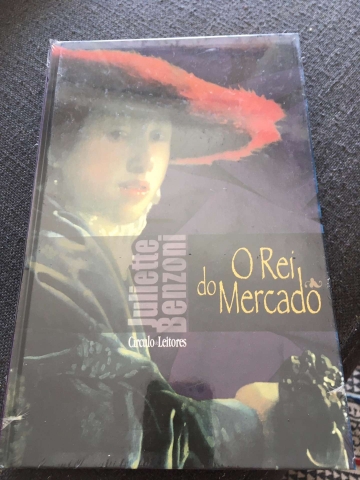 Juliette
Benzoni
O Rei
do Mercado
Círculo Leitores